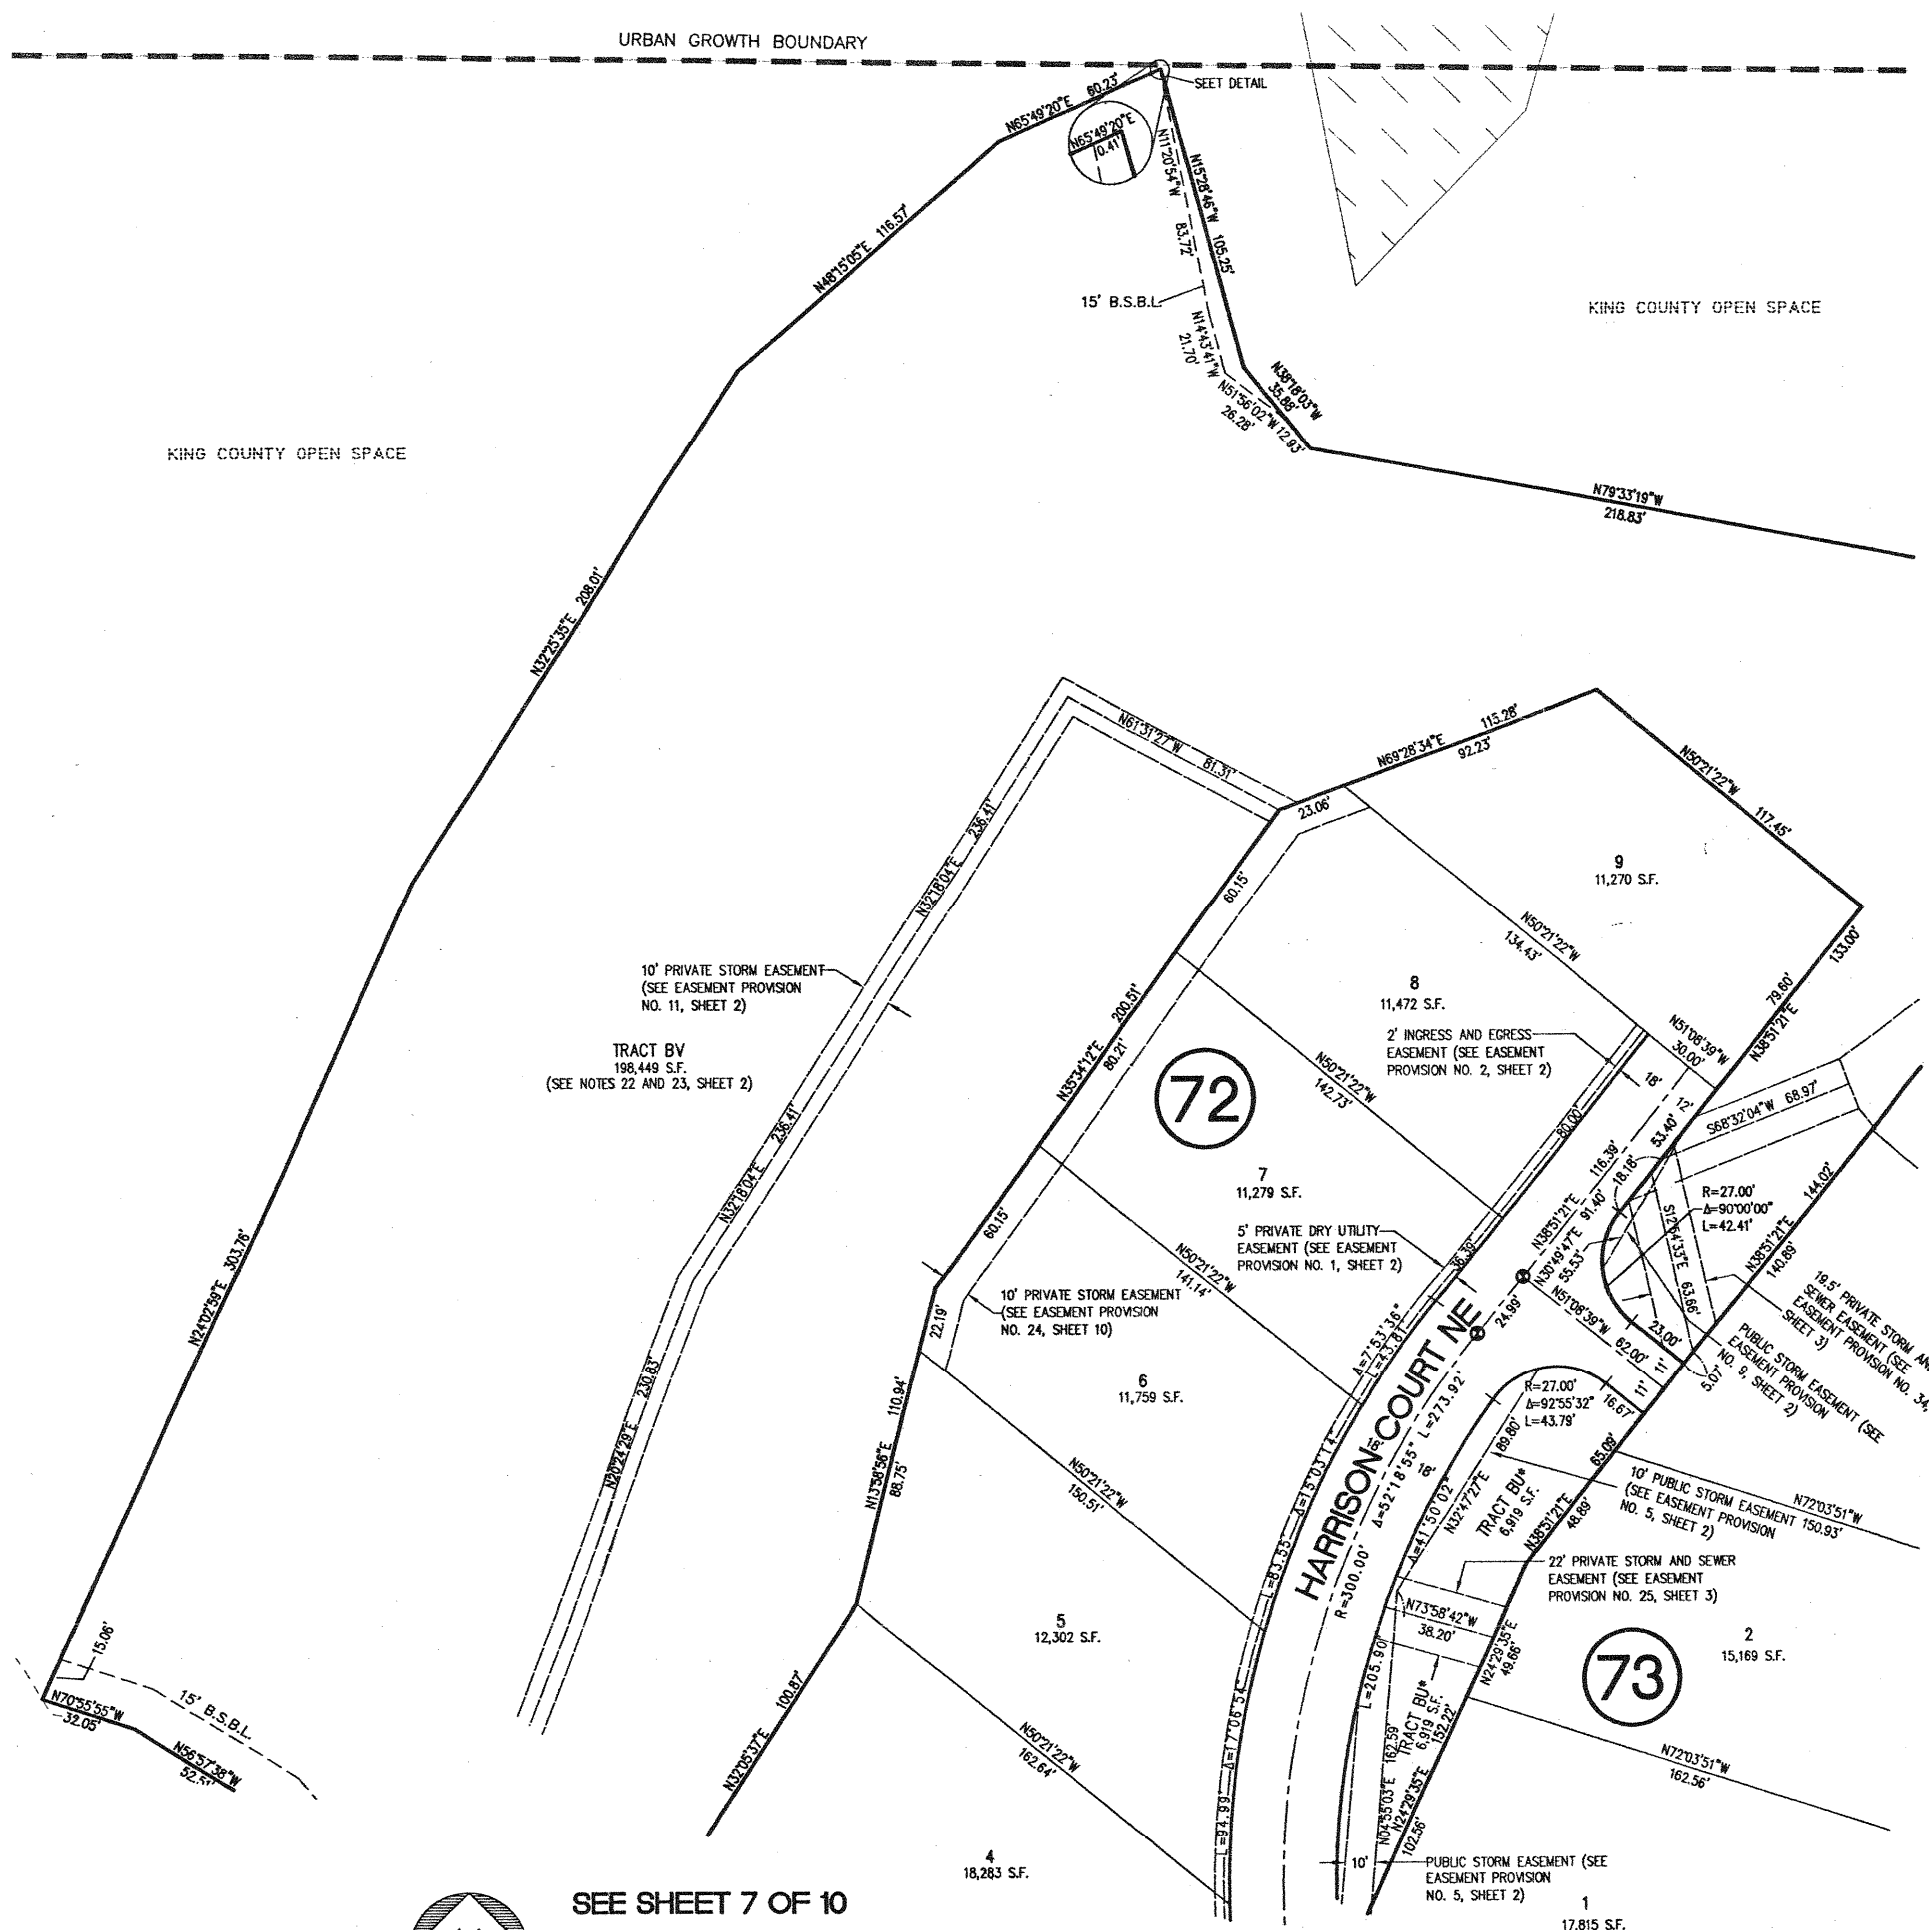 URBAN GROWTH BOUNDARY
SEET DETAIL
N65°49'20"E 60.23'
N65°49'20"E
0.41'
N11°20'54"W
83.72'
N15°28'46"W 105.25'
N48°15'05"E 116.57'
15' B.S.B.L.
KING COUNTY OPEN SPACE
N14°43'41"W
21.70'
N38°18'03"W
35.88'
N51°56'02"W
26.28'
12.93'
KING COUNTY OPEN SPACE
N79°33'19"W
218.83'
N32°25'35"E 208.01'
N61°31'27"W
81.31'
115.28'
N69°28'34"E
92.23'
N50°21'22"W
117.45'
23.06'
236.41'
N32°18'04"E
60.15'
9
11,270 S.F.
N50°21'22"W
134.43'
133.00'
10' PRIVATE STORM EASEMENT
(SEE EASEMENT PROVISION
NO. 11, SHEET 2)
8
11,472 S.F.
79.60'
N38°51'21"E
200.51'
N35°34'12"E
80.21'
2' INGRESS AND EGRESS
EASEMENT (SEE EASEMENT
PROVISION NO. 2, SHEET 2)
N51°08'39"W
30.00'
TRACT BV
198,449 S.F.
(SEE NOTES 22 AND 23, SHEET 2)
72
N50°21'22"W
142.73'
18'
12'
80.00'
53.40'
S68°32'04"W 68.97'
236.41'
N32°18'04"E
116.39'
18.18'
7
11,279 S.F.
R=27.00'
Δ=90°00'00"
L=42.41'
144.02'
N38°51'21"E
91.40'
S12°54'33"E 63.66'
60.15'
5' PRIVATE DRY UTILITY
EASEMENT (SEE EASEMENT
PROVISION NO. 1, SHEET 2)
36.39'
N30°49'47"E
55.53'
N38°51'21"E
140.89'
N24°02'59"E 303.76'
N50°21'22"W
141.14'
10' PRIVATE STORM EASEMENT
(SEE EASEMENT PROVISION
NO. 24, SHEET 10)
22.19'
24.99'
N51°08'39"W
62.00'
23.00'
11'
11'
5.07'
19.5' PRIVATE STORM AN
SEWER EASEMENT (SEE
EASEMENT PROVISION NO. 34,
SHEET 3)
PUBLIC STORM EASEMENT (SEE
EASEMENT PROVISION
NO. 9, SHEET 2)
Δ=7°53'36"
L=43.81'
6
11,759 S.F.
HARRISON COURT NE
R=27.00'
Δ=92°55'32"
L=43.79'
16.67'
N20°24'29"E 230.83'
110.94'
N13°58'56"E
88.75'
N50°21'22"W
150.51'
L=83.55' Δ=15°03'14"
18'
18'
R=300.00' Δ=52°18'55" L=273.92'
89.80'
N32°47'27"E
TRACT BU*
6,919 S.F.
65.09'
10' PUBLIC STORM EASEMENT
(SEE EASEMENT PROVISION
NO. 5, SHEET 2)
N72°03'51"W
150.93'
N38°51'21"E
48.89'
L=205.90' Δ=41°50'02"
22' PRIVATE STORM AND SEWER
EASEMENT (SEE EASEMENT
PROVISION NO. 25, SHEET 3)
N73°58'42"W
38.20'
5
12,302 S.F.
N24°29'35"E
49.66'
2
15,169 S.F.
73
15.06'
15' B.S.B.L.
N70°55'55"W
32.05'
N56°57'38"W
52.51'
100.87'
N32°05'37"E
N50°21'22"W
162.64'
L=94.99' Δ=17°06'54"
TRACT BU*
6,919 S.F.
152.22'
N04°55'03"E 162.59'
N24°29'35"E
102.56'
N72°03'51"W
162.56'
4
18,283 S.F.
10'
PUBLIC STORM EASEMENT (SEE
EASEMENT PROVISION
NO. 5, SHEET 2)
SEE SHEET 7 OF 10
1
17,815 S.F.